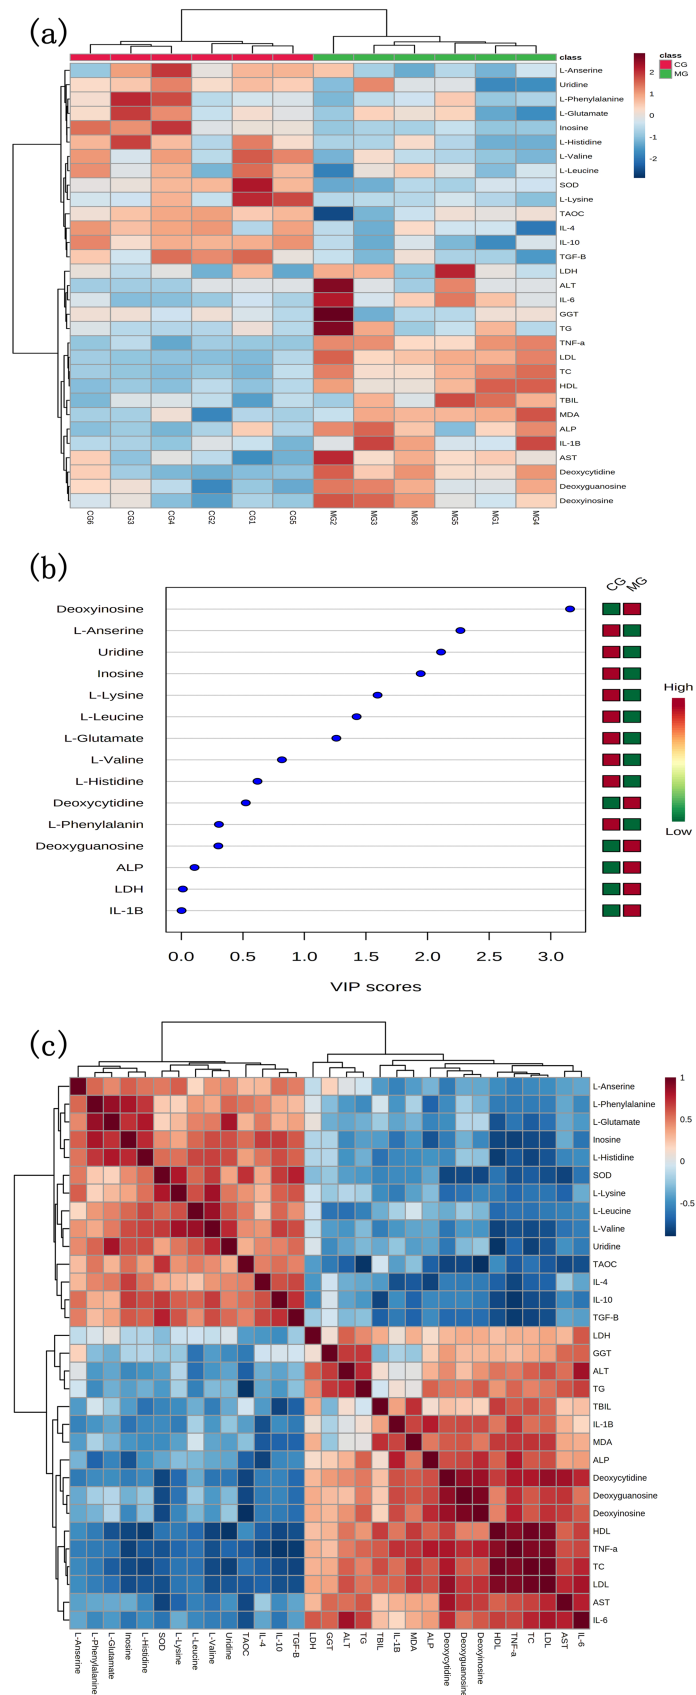 (a)
class
L-Anserine
Uridine
L-Phenylalanine
L-Glutamate
Inosine
L-Histidine
L-Valine
L-Leucine
SOD
L-Lysine
TAOC
IL-4
IL-10
TGF-B
LDH
ALT
IL-6
GGT
TG
TNF-a
LDL
TC
HDL
TBIL
MDA
ALP
IL-1B
AST
Deoxycytidine
Deoxyguanosine
Deoxyinosine
CG6 CG3 CG4 CG2 CG1 CG5 MG2 MG3 MG6 MG5 MG1 MG4
class
CG
MG
2
1
0
-1
-2
(b)
CG MG
Deoxyinosine
L-Anserine
Uridine
Inosine
L-Lysine
L-Leucine
L-Glutamate
L-Valine
L-Histidine
Deoxycytidine
L-Phenylalanin
Deoxyguanosine
ALP
LDH
IL-1B
0.0 0.5 1.0 1.5 2.0 2.5 3.0
VIP scores
High
Low
(c)
L-Anserine
L-Phenylalanine
L-Glutamate
Inosine
L-Histidine
SOD
L-Lysine
L-Leucine
L-Valine
Uridine
TAOC
IL-4
IL-10
TGF-B
LDH
GGT
ALT
TG
TBIL
IL-1B
MDA
ALP
Deoxycytidine
Deoxyguanosine
Deoxyinosine
HDL
TNF-a
TC
LDL
AST
IL-6
L-Anserine L-Phenylalanine L-Glutamate Inosine L-Histidine SOD L-Lysine L-Leucine L-Valine Uridine TAOC IL-4 IL-10 TGF-B LDH GGT ALT TG TBIL IL-1B MDA ALP Deoxycytidine Deoxyguanosine Deoxyinosine HDL TNF-a TC LDL AST IL-6
1
0.5
0
-0.5